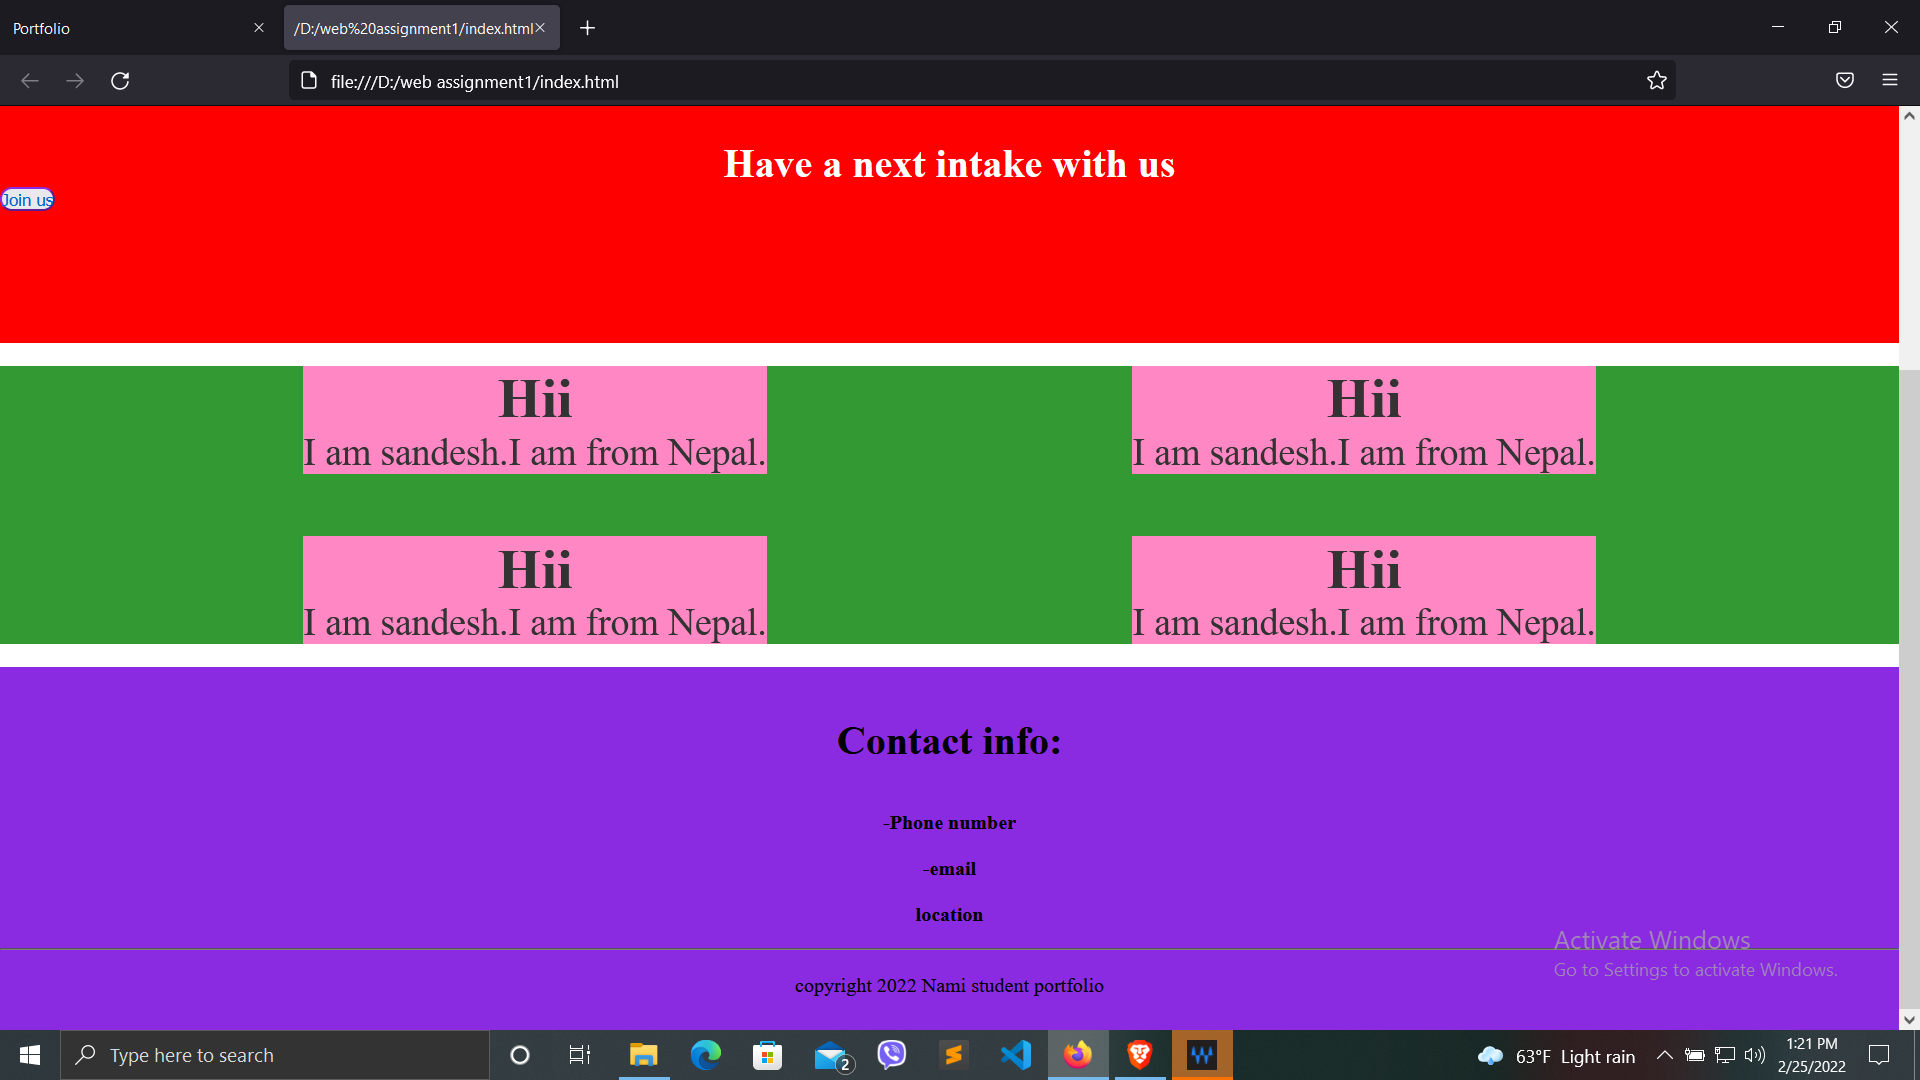 Portfolio
/D:/web%20assignment1/index.html
file:///D:/web assignment1/index.html
Have a next intake with us
Join us
Hii
I am sandesh.I am from Nepal.
Hii
I am sandesh.I am from Nepal.
Hii
I am sandesh.I am from Nepal.
Hii
I am sandesh.I am from Nepal.
Contact info:
-Phone number
-email
location
Activate Windows
Go to Settings to activate Windows.
copyright 2022 Nami student portfolio
Type here to search
2
63°F Light rain
1:21 PM
2/25/2022